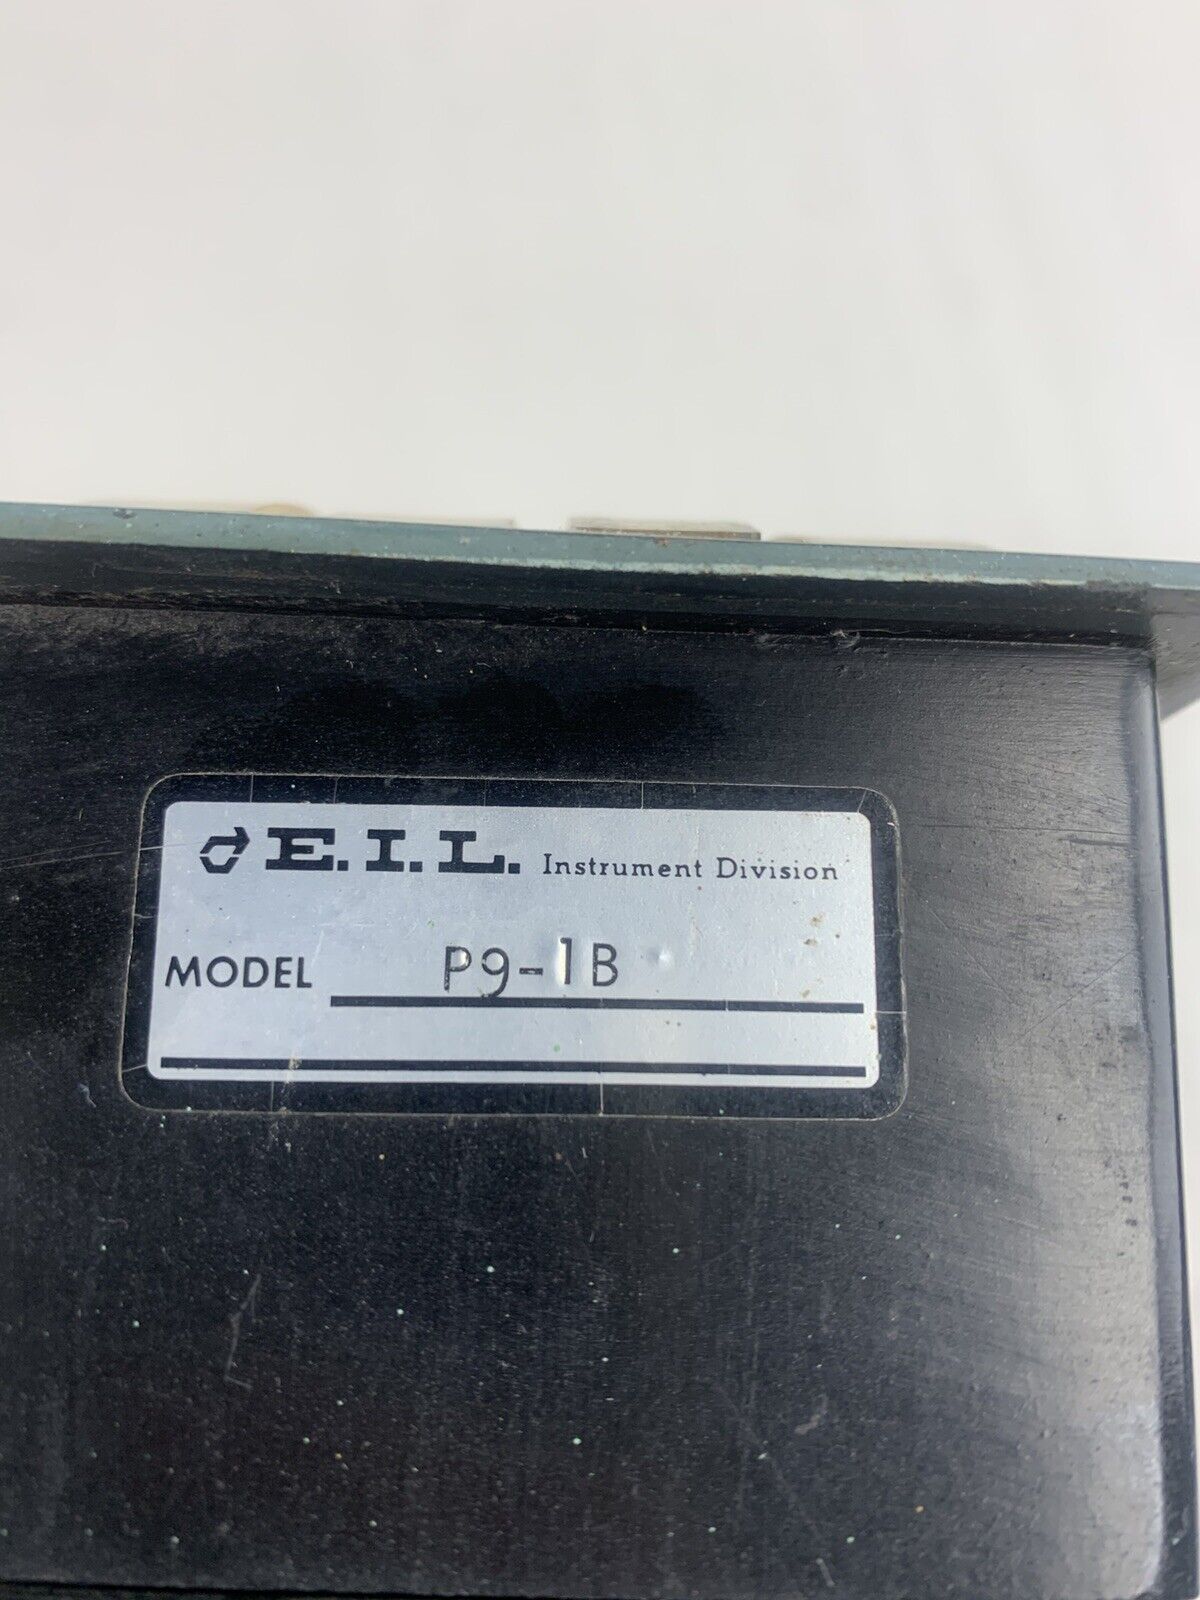 E.I.L. Instrument Division
MODEL P9-1B